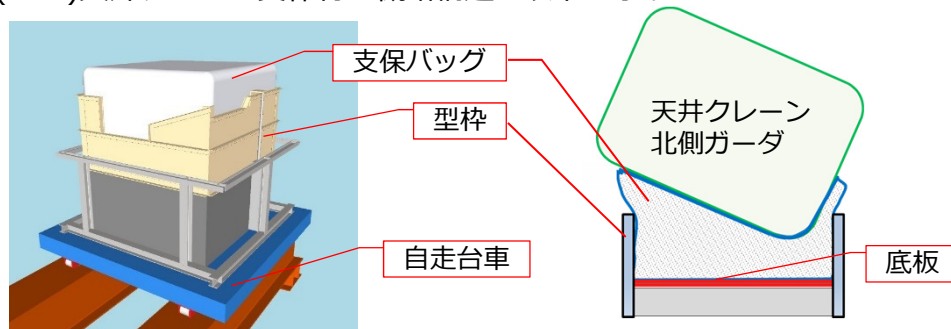 支保バッグ
型枠
自走台車
天井クレーン
北側ガーダ
底板